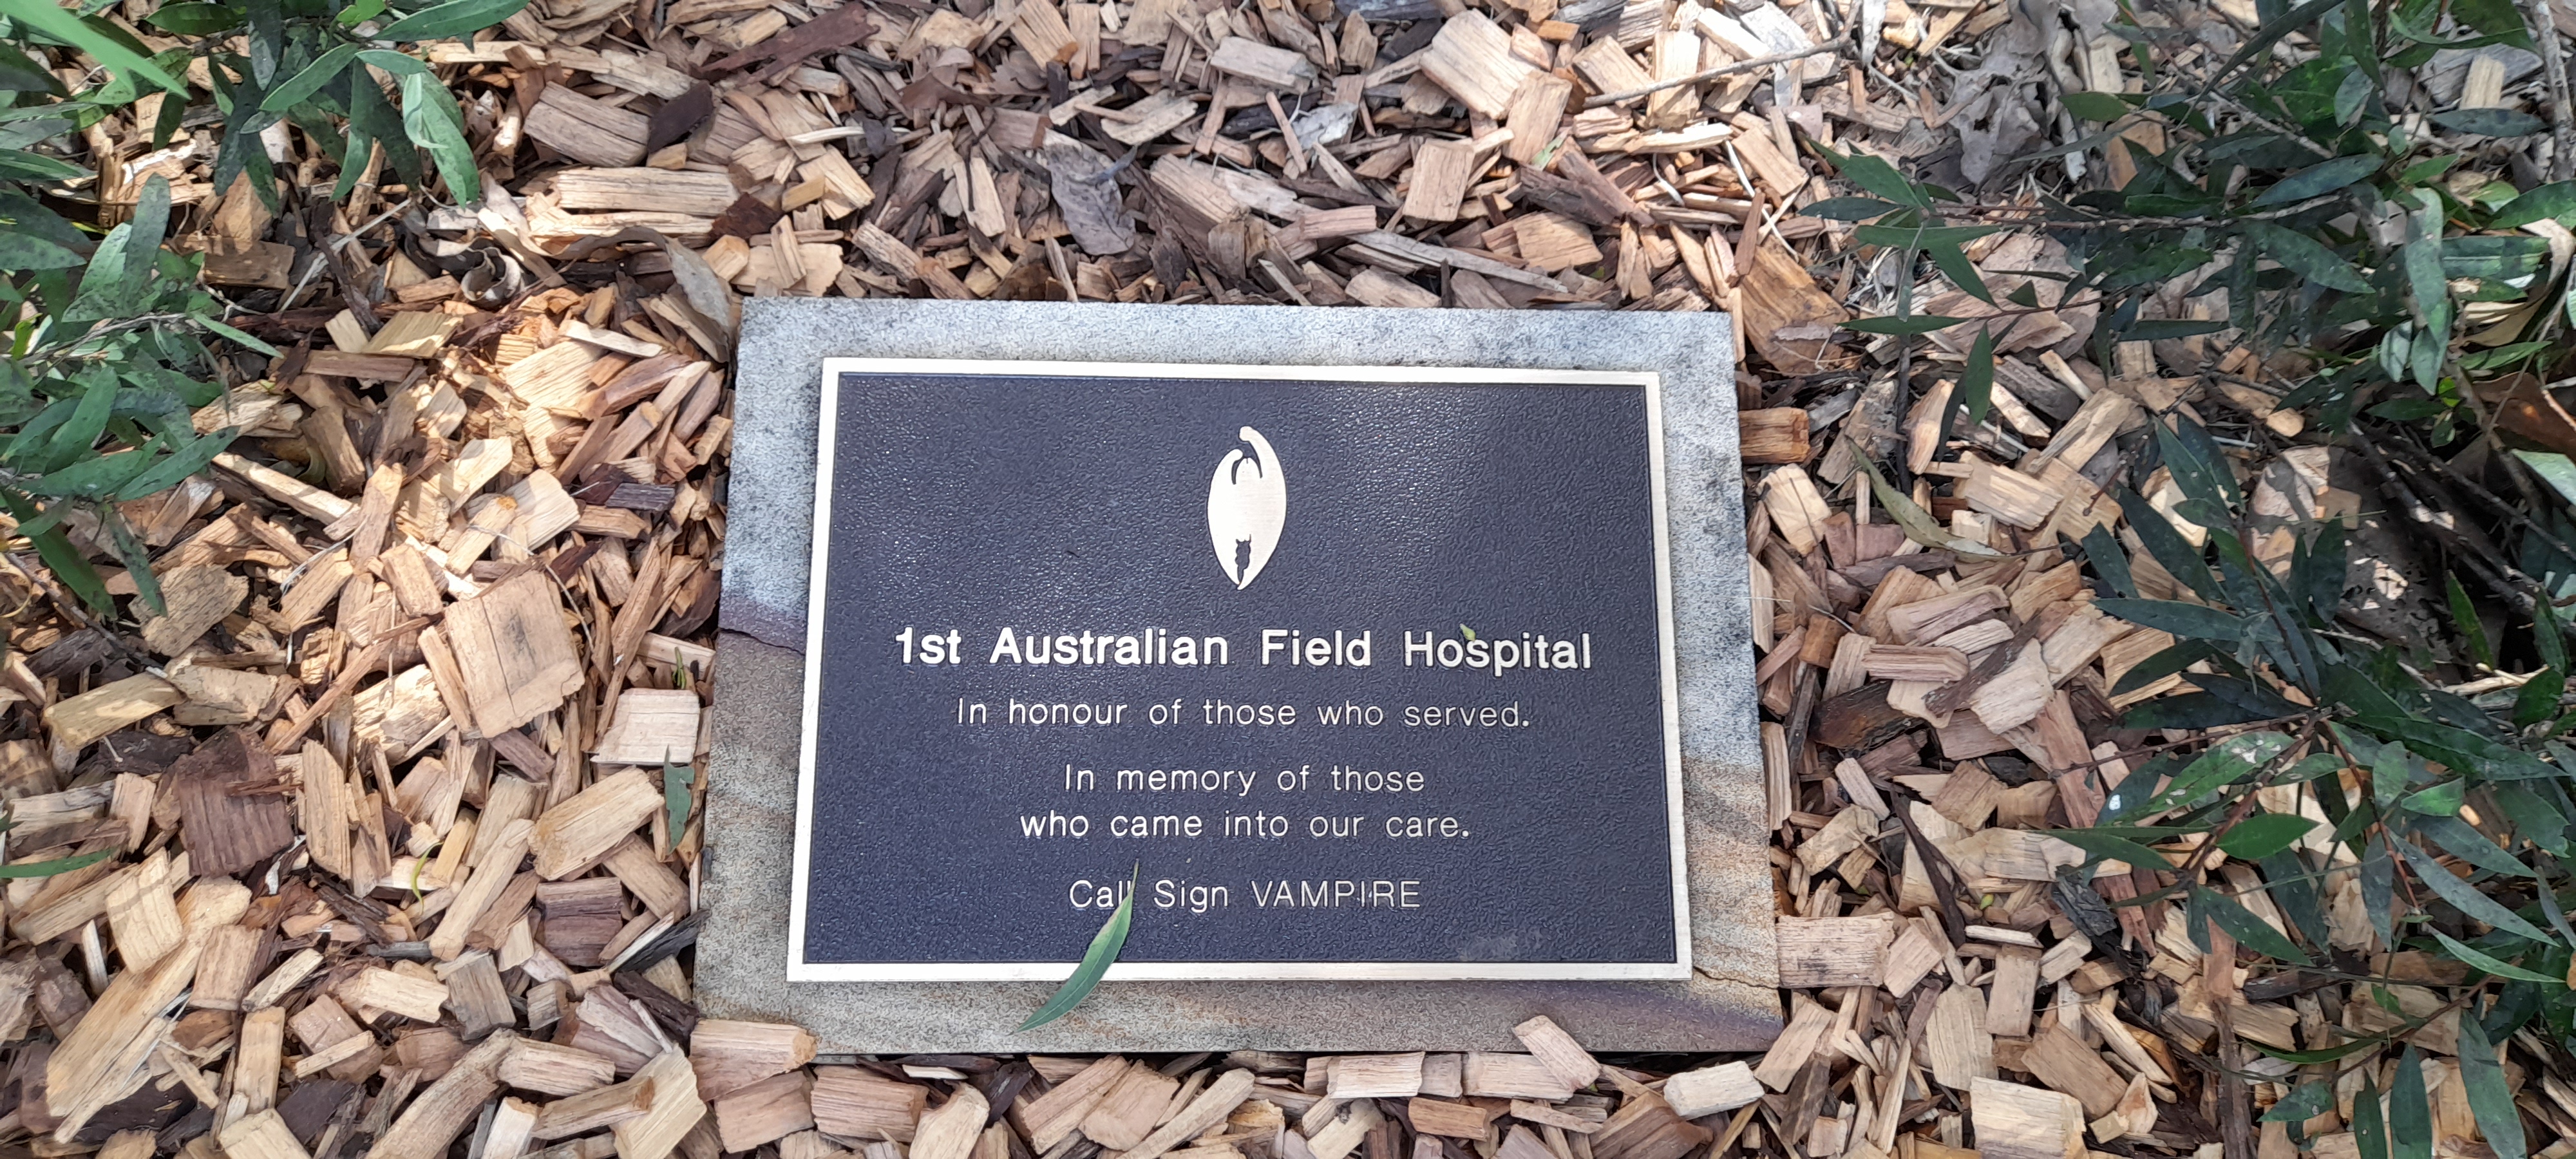 1st Australian Field Hospital
In honour of those who served.
In memory of those
who came into our care.
Call Sign VAMPIRE